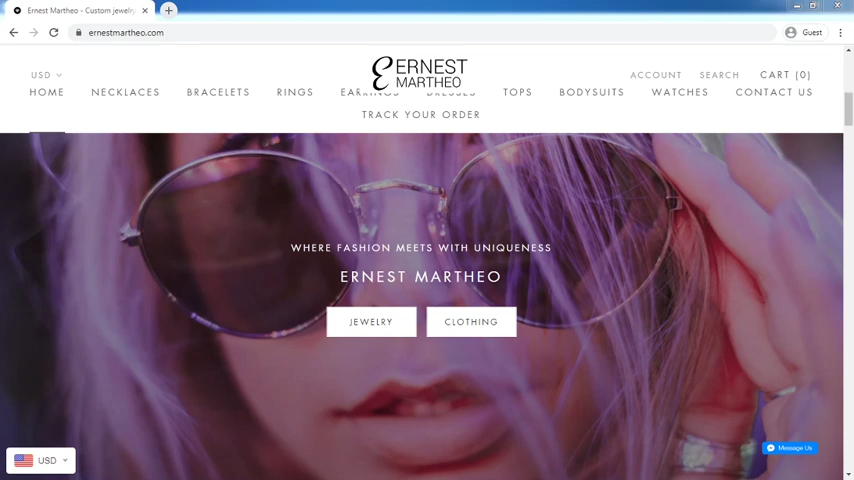 Ernest Martheo - Custom jewelry
ernestmartheo.com
Guest
USD
ERNEST
MARTHEO
ACCOUNT SEARCH CART (0)
HOME NECKLACES BRACELETS RINGS EARRINGS DRESSES TOPS BODYSUITS WATCHES CONTACT US
TRACK YOUR ORDER
WHERE FASHION MEETS WITH UNIQUENESS
ERNEST MARTHEO
JEWELRY CLOTHING
USD
Message Us